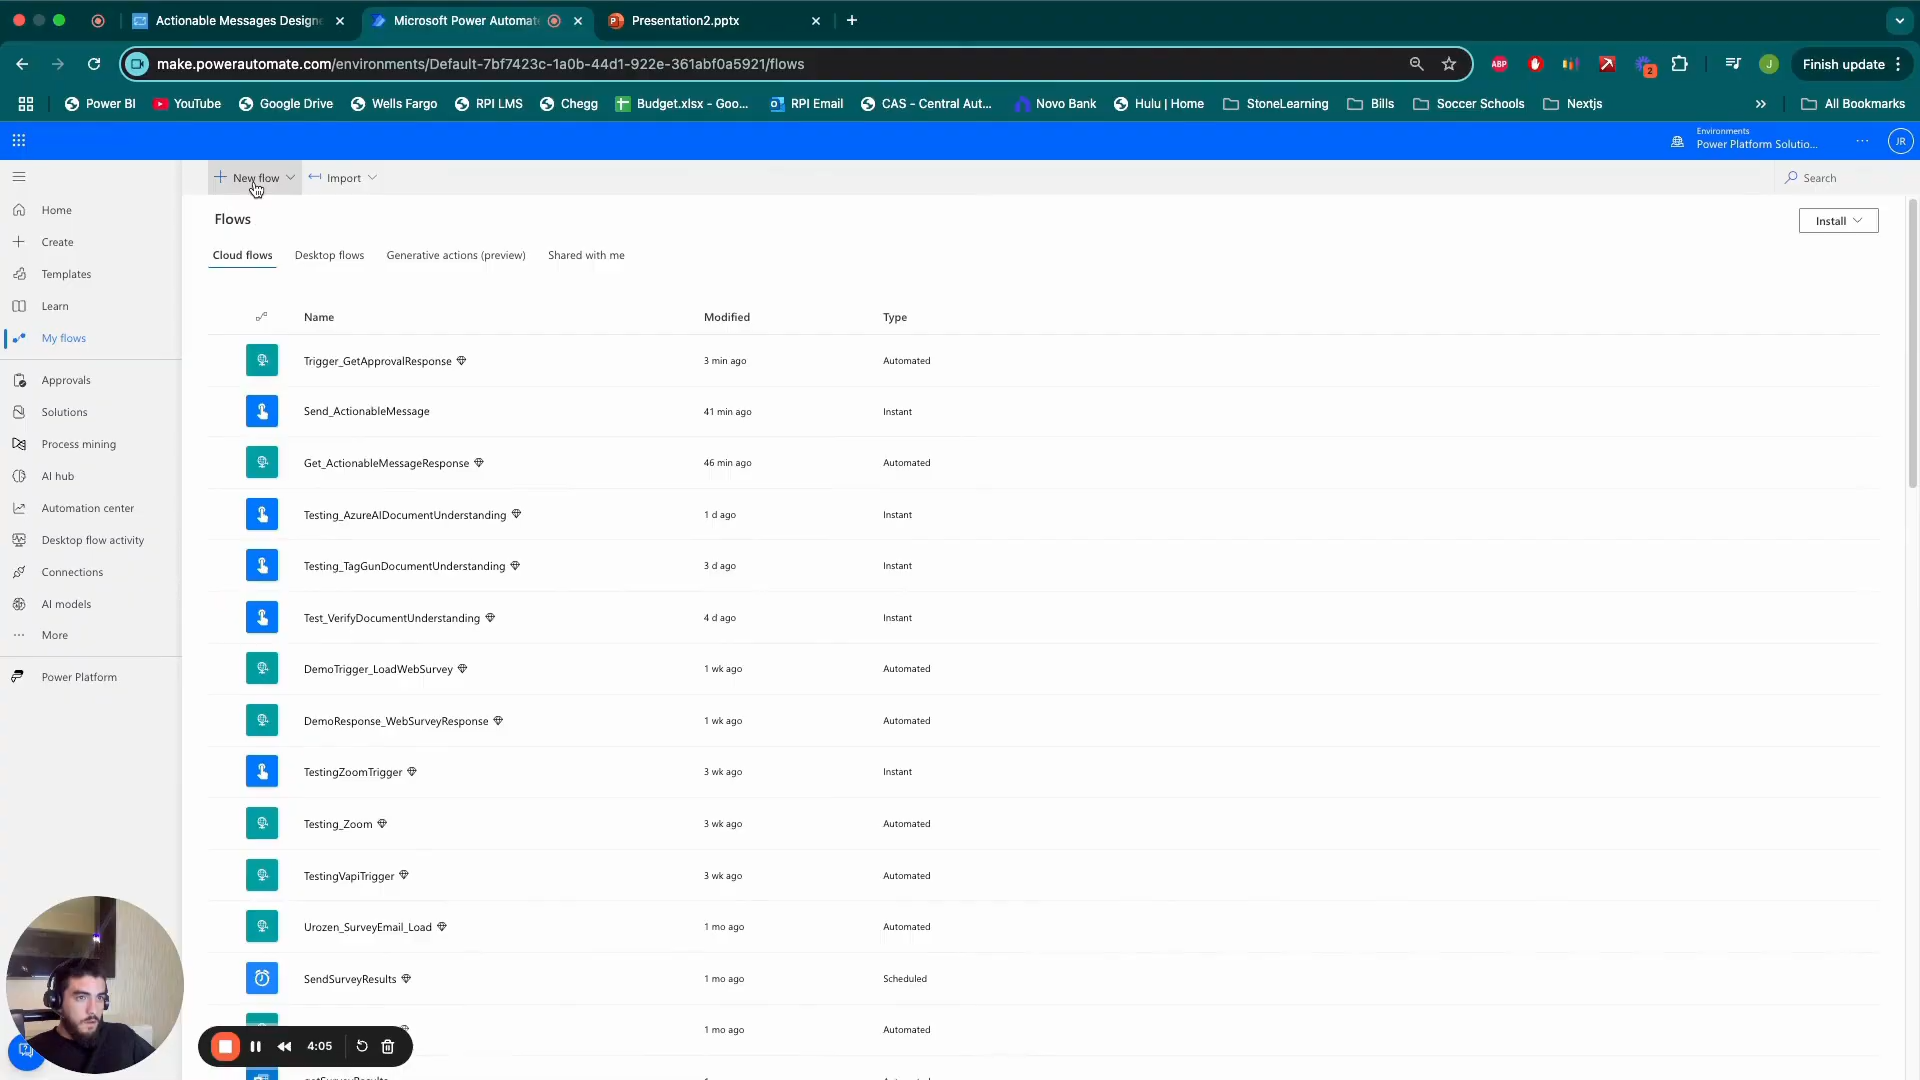 Actionable Messages Designe
Microsoft Power Automate
Presentation2.pptx
make.powerautomate.com/environments/Default-7bf7423c-1a0b-44d1-922e-361abf0a5921/flows
ABP
2
J
Finish update
Power BI
YouTube
Google Drive
Wells Fargo
RPI LMS
Chegg
Budget.xlsx - Goo...
RPI Email
CAS - Central Aut...
Novo Bank
Hulu | Home
StoneLearning
Bills
Soccer Schools
Nextjs
All Bookmarks
Environments
Power Platform Solutio...
JR
New flow
Import
Search
Home
Create
Templates
Learn
My flows
Approvals
Solutions
Process mining
AI hub
Automation center
Desktop flow activity
Connections
AI models
More
Power Platform
Flows
Install
Cloud flows
Desktop flows
Generative actions (preview)
Shared with me
Name Modified Type
Trigger_GetApprovalResponse 3 min ago Automated
Send_ActionableMessage 41 min ago Instant
Get_ActionableMessageResponse 46 min ago Automated
Testing_AzureAIDocumentUnderstanding 1 d ago Instant
Testing_TagGunDocumentUnderstanding 3 d ago Instant
Test_VerifyDocumentUnderstanding 4 d ago Instant
DemoTrigger_LoadWebSurvey 1 wk ago Automated
DemoResponse_WebSurveyResponse 1 wk ago Automated
TestingZoomTrigger 3 wk ago Instant
Testing_Zoom 3 wk ago Automated
TestingVapiTrigger 3 wk ago Automated
Urozen_SurveyEmail_Load 1 mo ago Automated
SendSurveyResults 1 mo ago Scheduled
1 mo ago Automated
4:05